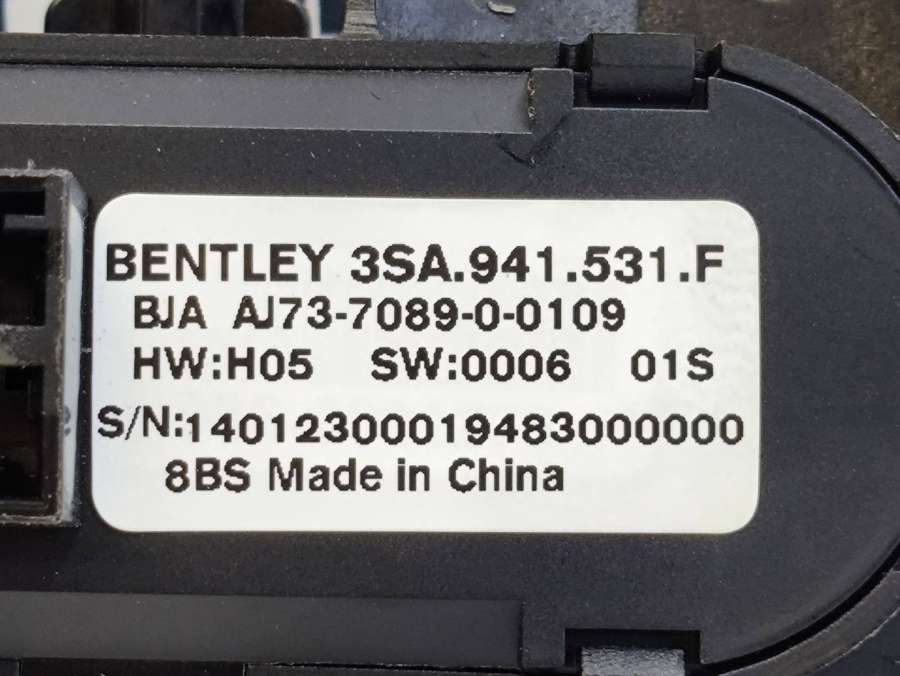 BENTLEY 3SA.941.531.F
BJA AJ73-7089-0-0109
HW:H05 SW:0006 01S
S/N:14012300019483000000
8BS Made in China